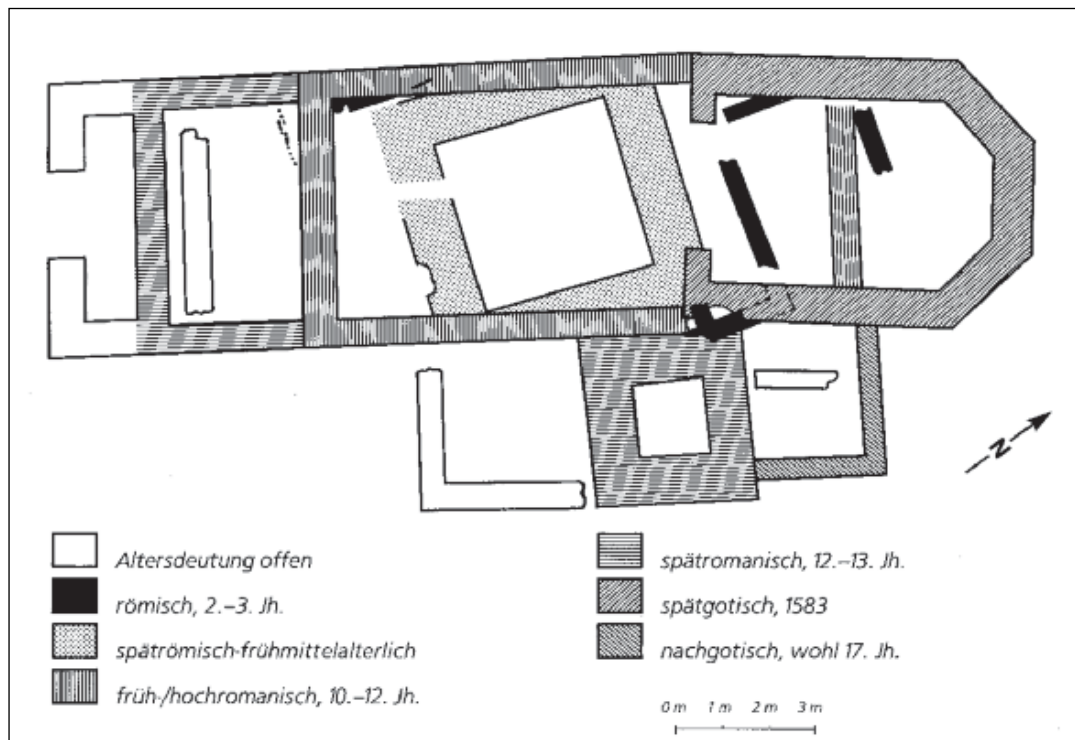 N
Altersdeutung offen
römisch, 2.–3. Jh.
spätrömisch-frühmittelalterlich
früh-/hochromanisch, 10.–12. Jh.
spätromanisch, 12.–13. Jh.
spätgotisch, 1583
nachgotisch, wohl 17. Jh.
0 m 1 m 2 m 3 m